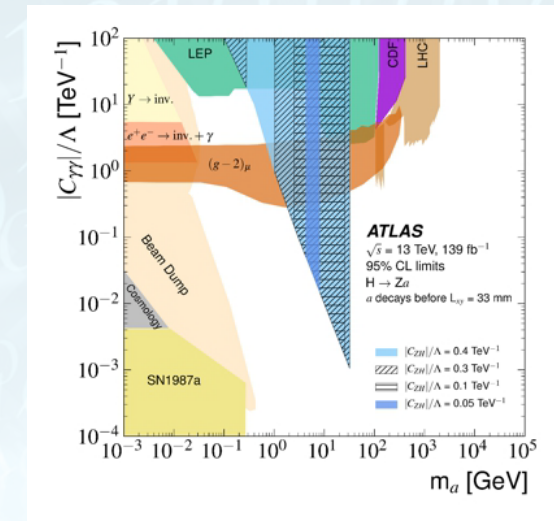 |C_γγ|/Λ [TeV⁻¹]
10²
10¹
10⁰
10⁻¹
10⁻²
10⁻³
10⁻⁴
LEP
CDF
LHC
Υ → inv.
e⁺e⁻ → inv. + γ
(g−2)_μ
Beam Dump
Cosmology
SN1987a
ATLAS
√s = 13 TeV, 139 fb⁻¹
95% CL limits
H → Za
a decays before L_xy = 33 mm
|C_ZH|/Λ = 0.4 TeV⁻¹
|C_ZH|/Λ = 0.3 TeV⁻¹
|C_ZH|/Λ = 0.1 TeV⁻¹
|C_ZH|/Λ = 0.05 TeV⁻¹
10⁻³ 10⁻² 10⁻¹ 10⁰ 10¹ 10² 10³ 10⁴ 10⁵
m_a [GeV]